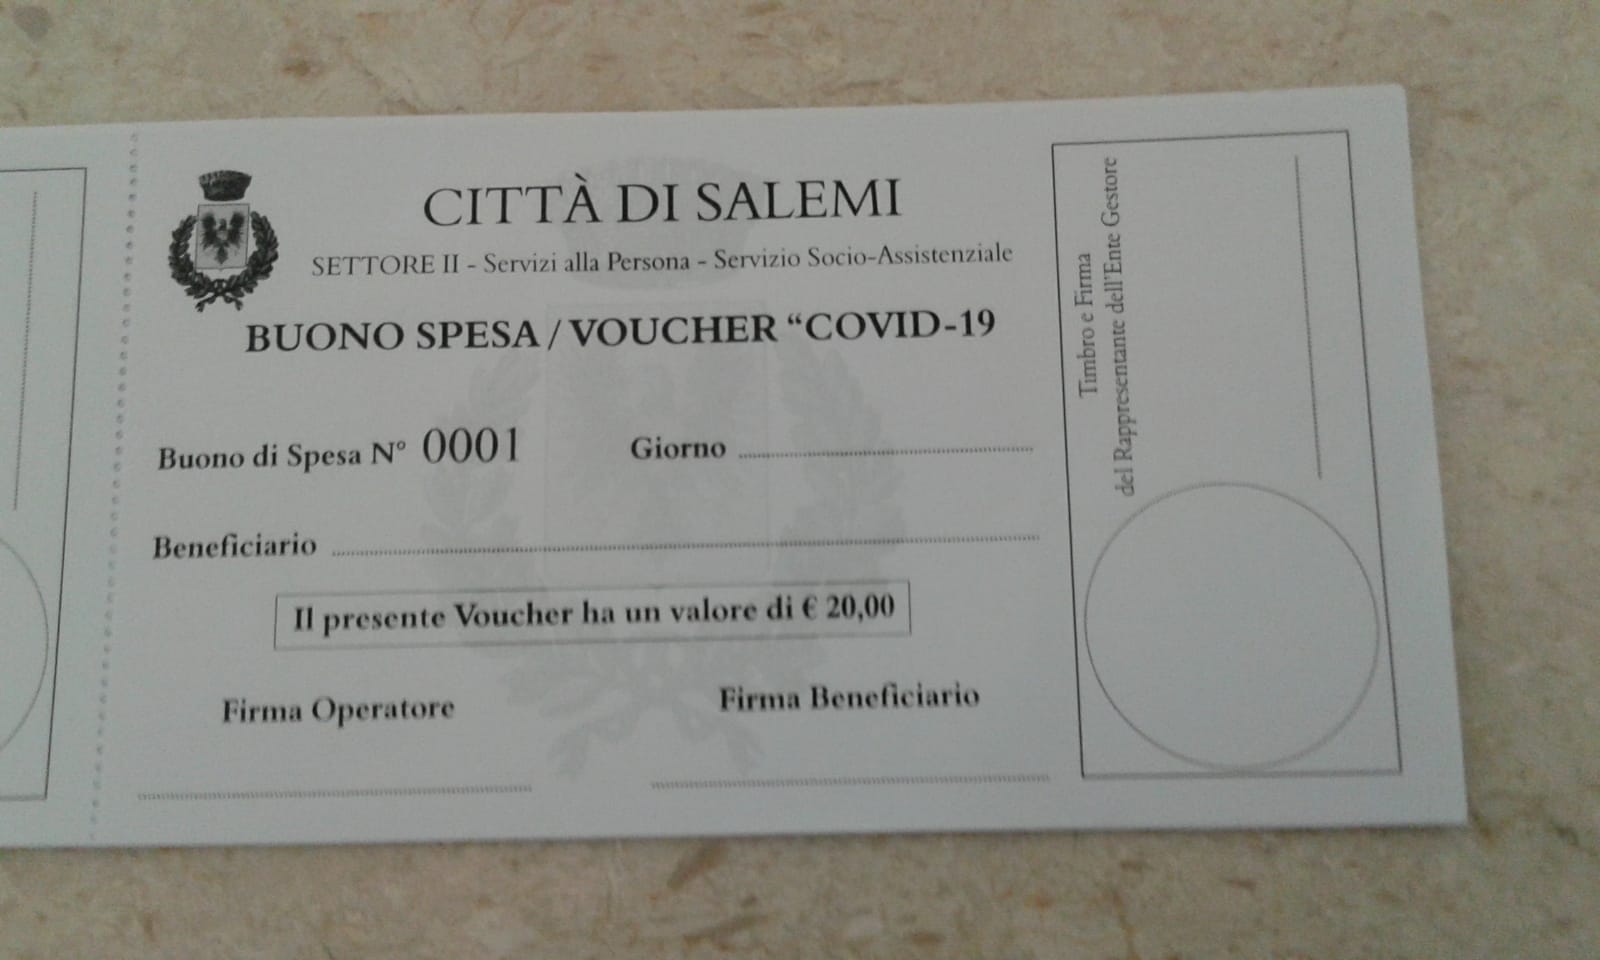 CITTÀ DI SALEMI
SETTORE II - Servizi alla Persona - Servizio Socio-Assistenziale
BUONO SPESA / VOUCHER “COVID-19
Buono di Spesa N° 0001 Giorno
Beneficiario
Il presente Voucher ha un valore di € 20,00
Firma Operatore Firma Beneficiario
Timbro e Firma
del Rappresentante dell'Ente Gestore